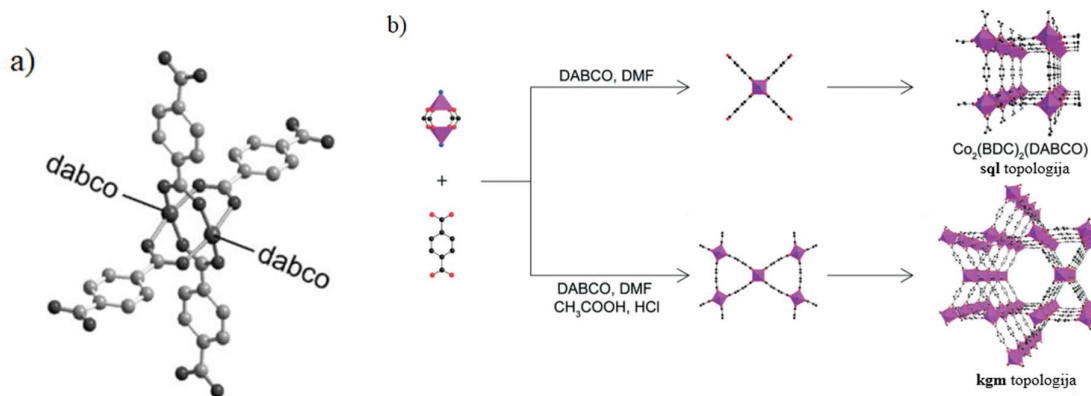 a)
dabco
dabco
b)
DABCO, DMF
Co₂(BDC)₂(DABCO)
sql topologija
+
DABCO, DMF
CH₃COOH, HCl
kgm topologija